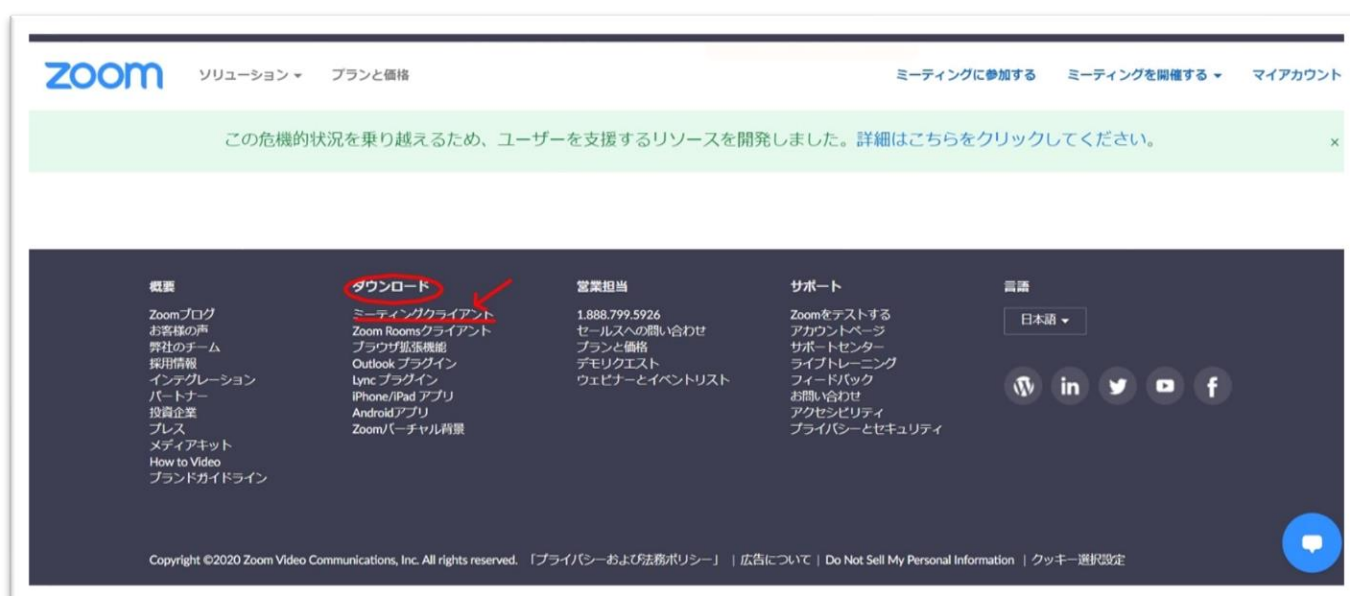 zoom ソリューション プランと価格 ミーティングに参加する ミーティングを開催する マイアカウント
この危機的状況を乗り越えるため、ユーザーを支援するリソースを開発しました。詳細はこちらをクリックしてください。 ×
概要
Zoomブログ
お客様の声
弊社のチーム
採用情報
インテグレーション
パートナー
投資企業
プレス
メディアキット
How to Video
ブランドガイドライン
ダウンロード
ミーティングクライアント
Zoom Roomsクライアント
ブラウザ拡張機能
Outlook プラグイン
Lync プラグイン
iPhone/iPad アプリ
Androidアプリ
Zoomバーチャル背景
営業担当
1.888.799.5926
セールスへの問い合わせ
プランと価格
デモリクエスト
ウェビナーとイベントリスト
サポート
Zoomをテストする
アカウントページ
サポートセンター
ライブトレーニング
フィードバック
お問い合わせ
アクセシビリティ
プライバシーとセキュリティ
言語
日本語
in
f
Copyright ©2020 Zoom Video Communications, Inc. All rights reserved. 「プライバシーおよび法務ポリシー」 | 広告について | Do Not Sell My Personal Information | クッキー選択設定